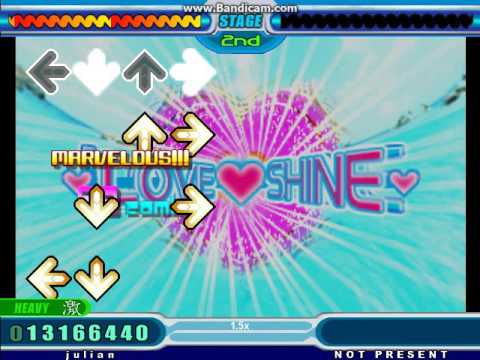 www.Bandicam.com
STAGE
2nd
MARVELOUS!!!
LOVE SHINE
HEAVY 激
013166440
1.5x
julian
NOT PRESENT